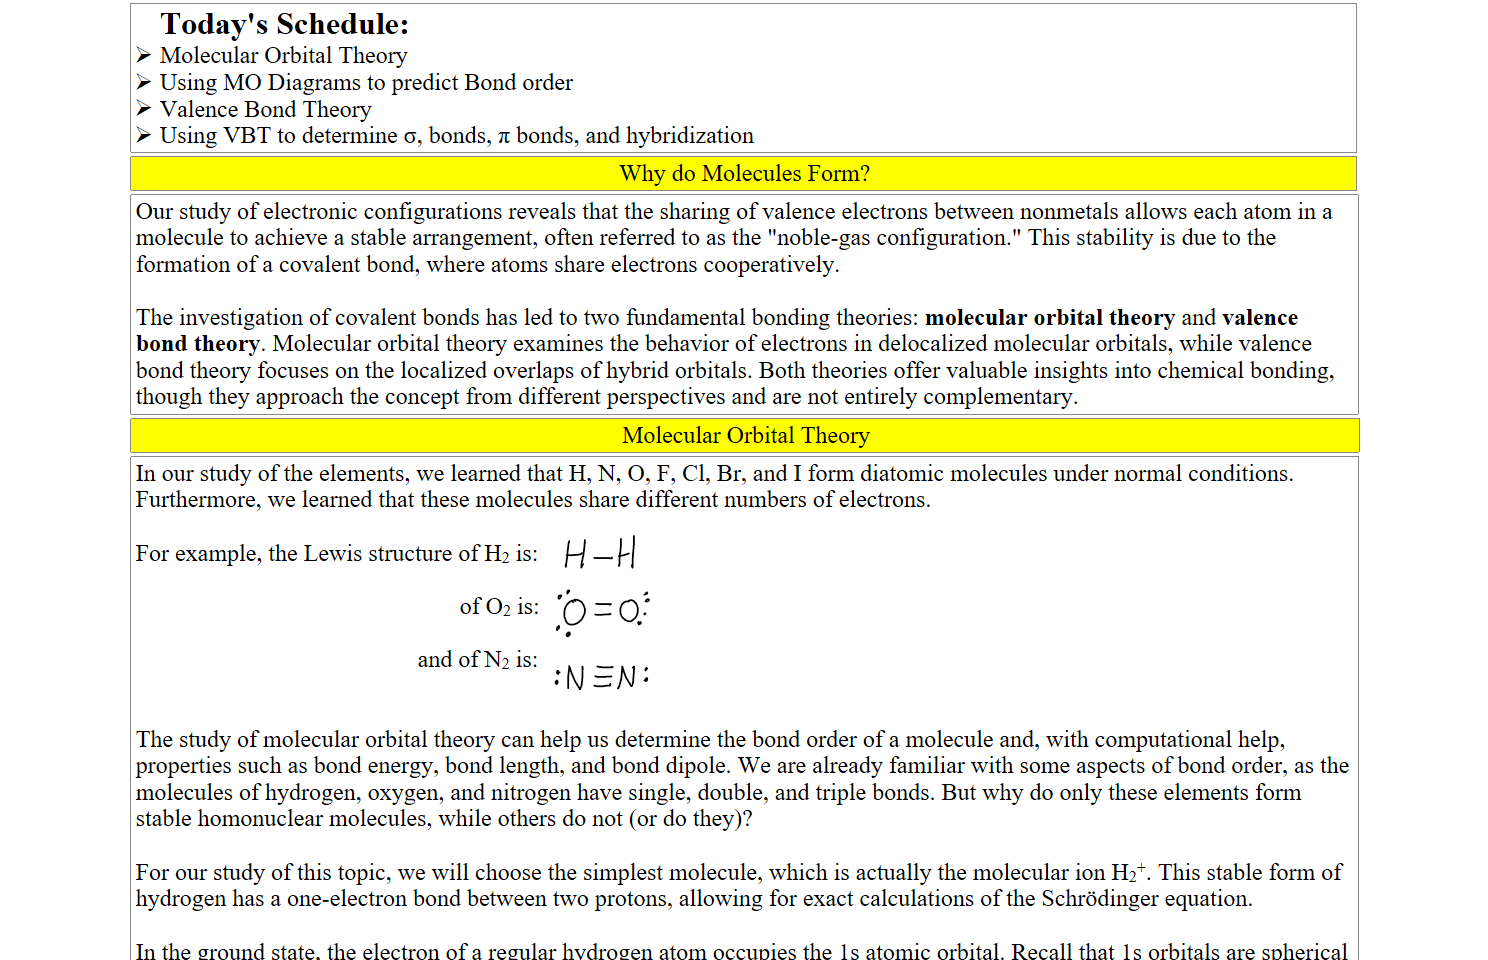 Today's Schedule:
➢ Molecular Orbital Theory
➢ Using MO Diagrams to predict Bond order
➢ Valence Bond Theory
➢ Using VBT to determine σ, bonds, π bonds, and hybridization
Why do Molecules Form?
Our study of electronic configurations reveals that the sharing of valence electrons between nonmetals allows each atom in a
molecule to achieve a stable arrangement, often referred to as the "noble-gas configuration." This stability is due to the
formation of a covalent bond, where atoms share electrons cooperatively.
The investigation of covalent bonds has led to two fundamental bonding theories: molecular orbital theory and valence
bond theory. Molecular orbital theory examines the behavior of electrons in delocalized molecular orbitals, while valence
bond theory focuses on the localized overlaps of hybrid orbitals. Both theories offer valuable insights into chemical bonding,
though they approach the concept from different perspectives and are not entirely complementary.
Molecular Orbital Theory
In our study of the elements, we learned that H, N, O, F, Cl, Br, and I form diatomic molecules under normal conditions.
Furthermore, we learned that these molecules share different numbers of electrons.
For example, the Lewis structure of H₂ is: H–H
of O₂ is: :O=O:
and of N₂ is: :N≡N:
The study of molecular orbital theory can help us determine the bond order of a molecule and, with computational help,
properties such as bond energy, bond length, and bond dipole. We are already familiar with some aspects of bond order, as the
molecules of hydrogen, oxygen, and nitrogen have single, double, and triple bonds. But why do only these elements form
stable homonuclear molecules, while others do not (or do they)?
For our study of this topic, we will choose the simplest molecule, which is actually the molecular ion H₂⁺. This stable form of
hydrogen has a one-electron bond between two protons, allowing for exact calculations of the Schrödinger equation.
In the ground state, the electron of a regular hydrogen atom occupies the 1s atomic orbital. Recall that 1s orbitals are spherical